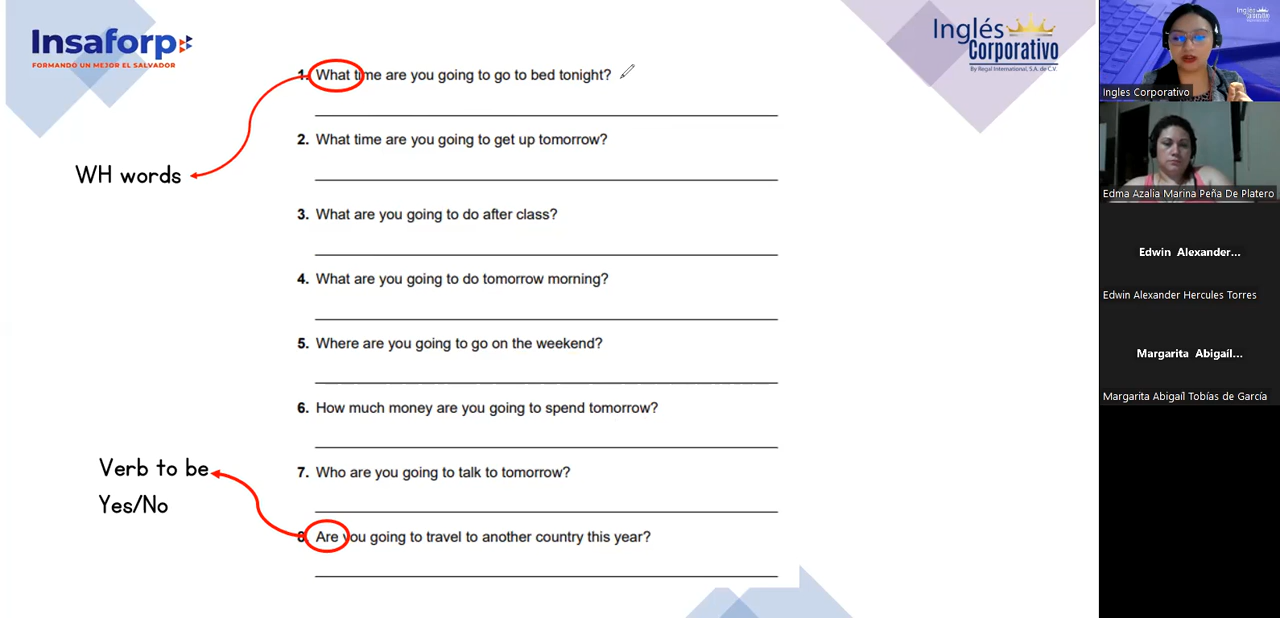 Insaforp
FORMANDO UN MEJOR EL SALVADOR
Inglés
Corporativo
By Regal International, S.A. de C.V.
1. What time are you going to go to bed tonight?
WH words
2. What time are you going to get up tomorrow?
3. What are you going to do after class?
4. What are you going to do tomorrow morning?
5. Where are you going to go on the weekend?
6. How much money are you going to spend tomorrow?
7. Who are you going to talk to tomorrow?
Verb to be
Yes/No
8. Are you going to travel to another country this year?
Ingles Corporativo
Edma Azalia Marina Peña De Platero
Edwin Alexander...
Edwin Alexander Hercules Torres
Margarita Abigaíl...
Margarita Abigaíl Tobías de García